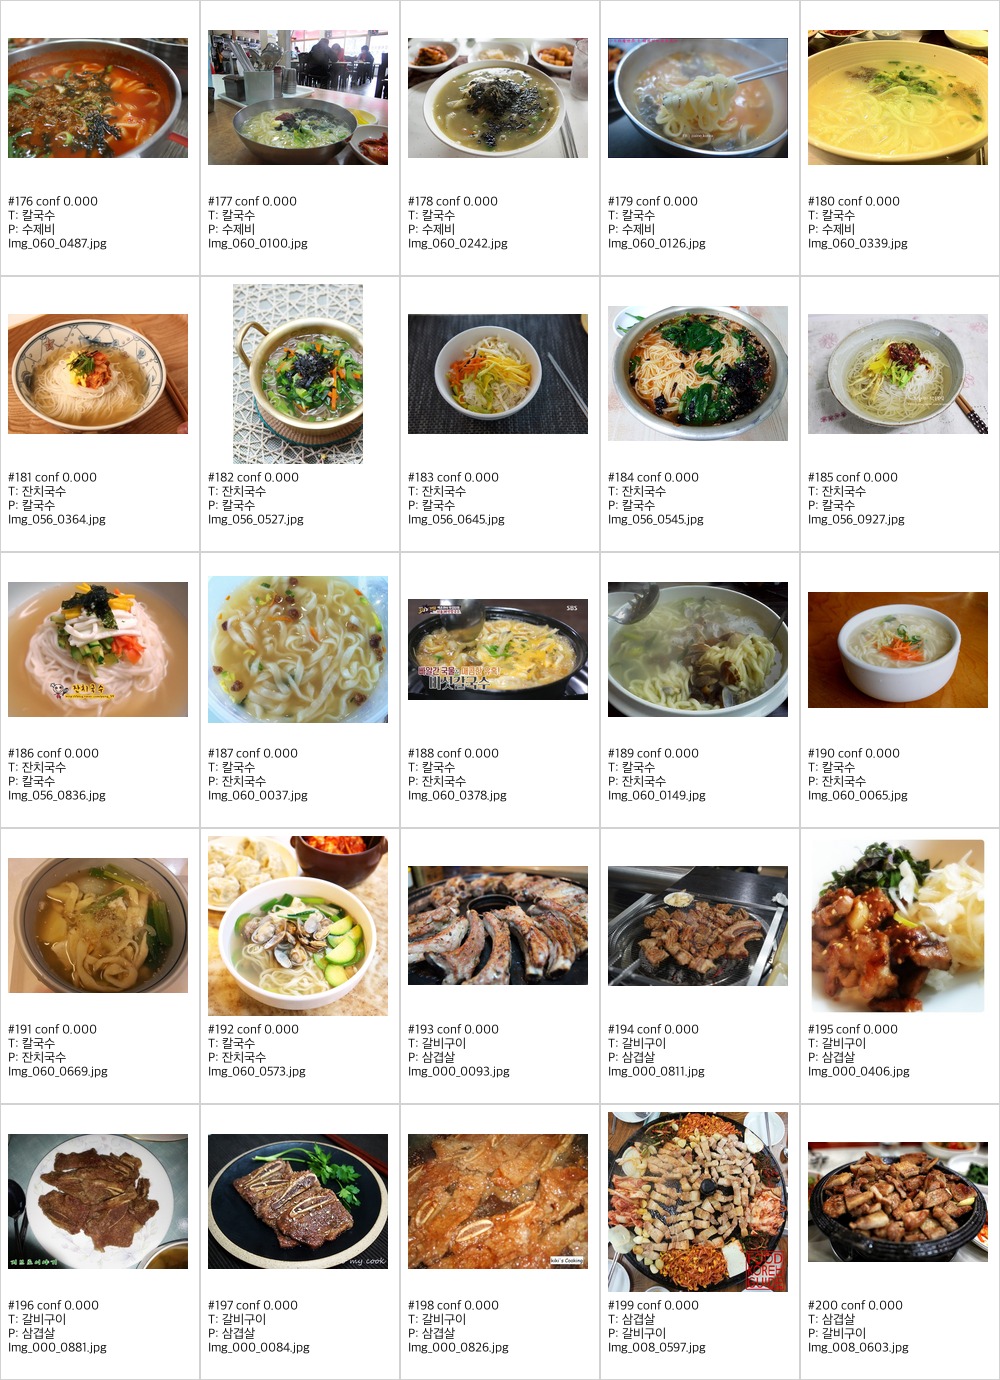 #176 conf 0.000
T: 칼국수
P: 수제비
Img_060_0487.jpg
#177 conf 0.000
T: 칼국수
P: 수제비
Img_060_0100.jpg
#178 conf 0.000
T: 칼국수
P: 수제비
Img_060_0242.jpg
#179 conf 0.000
T: 칼국수
P: 수제비
Img_060_0126.jpg
#180 conf 0.000
T: 칼국수
P: 수제비
Img_060_0339.jpg
#181 conf 0.000
T: 잔치국수
P: 칼국수
Img_056_0364.jpg
#182 conf 0.000
T: 잔치국수
P: 칼국수
Img_056_0527.jpg
#183 conf 0.000
T: 잔치국수
P: 칼국수
Img_056_0645.jpg
#184 conf 0.000
T: 잔치국수
P: 칼국수
Img_056_0545.jpg
#185 conf 0.000
T: 잔치국수
P: 칼국수
Img_056_0927.jpg
잔치국수
#186 conf 0.000
T: 잔치국수
P: 칼국수
Img_056_0836.jpg
#187 conf 0.000
T: 칼국수
P: 잔치국수
Img_060_0037.jpg
SBS
버섯칼국수
#188 conf 0.000
T: 칼국수
P: 잔치국수
Img_060_0378.jpg
#189 conf 0.000
T: 칼국수
P: 잔치국수
Img_060_0149.jpg
#190 conf 0.000
T: 칼국수
P: 잔치국수
Img_060_0065.jpg
#191 conf 0.000
T: 칼국수
P: 잔치국수
Img_060_0669.jpg
#192 conf 0.000
T: 칼국수
P: 잔치국수
Img_060_0573.jpg
#193 conf 0.000
T: 갈비구이
P: 삼겹살
Img_000_0093.jpg
#194 conf 0.000
T: 갈비구이
P: 삼겹살
Img_000_0811.jpg
#195 conf 0.000
T: 갈비구이
P: 삼겹살
Img_000_0406.jpg
#196 conf 0.000
T: 갈비구이
P: 삼겹살
Img_000_0881.jpg
my cook
#197 conf 0.000
T: 갈비구이
P: 삼겹살
Img_000_0084.jpg
kiki's Cooking
#198 conf 0.000
T: 갈비구이
P: 삼겹살
Img_000_0826.jpg
#199 conf 0.000
T: 삼겹살
P: 갈비구이
Img_008_0597.jpg
#200 conf 0.000
T: 삼겹살
P: 갈비구이
Img_008_0603.jpg